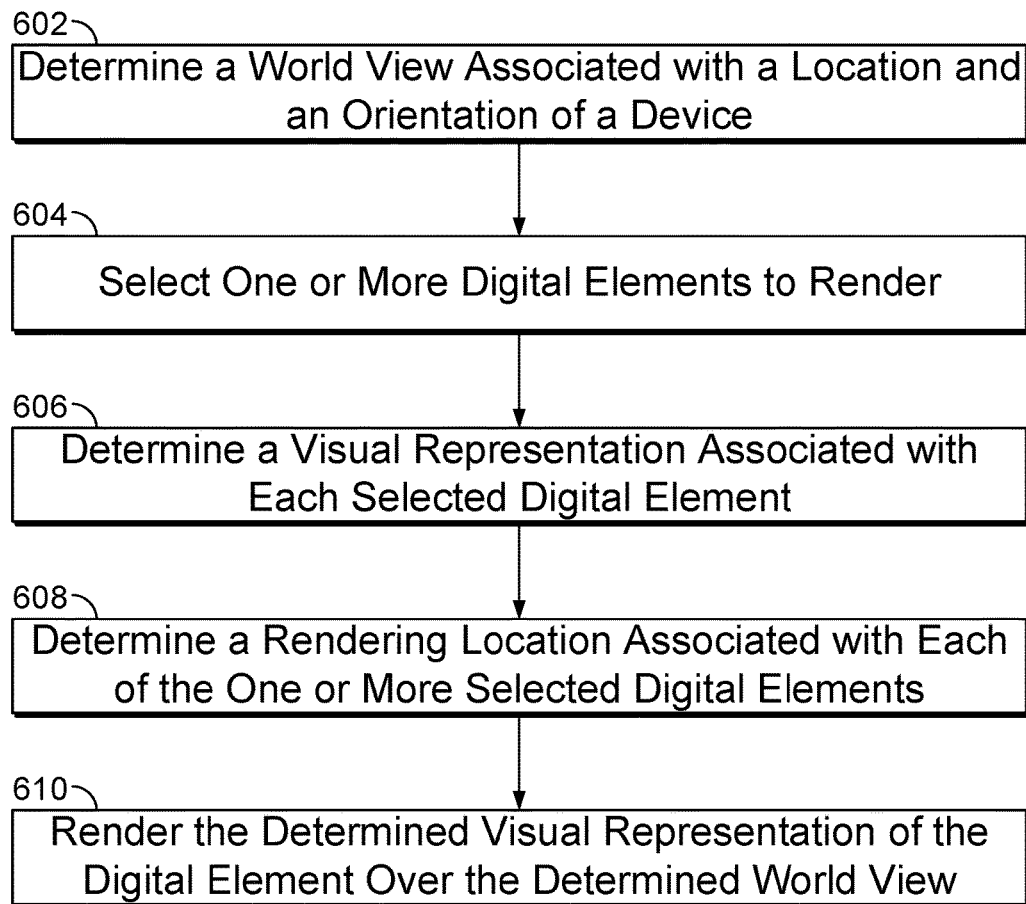 602
Determine a World View Associated with a Location and
an Orientation of a Device
604
Select One or More Digital Elements to Render
606
Determine a Visual Representation Associated with
Each Selected Digital Element
608
Determine a Rendering Location Associated with Each
of the One or More Selected Digital Elements
610
Render the Determined Visual Representation of the
Digital Element Over the Determined World View